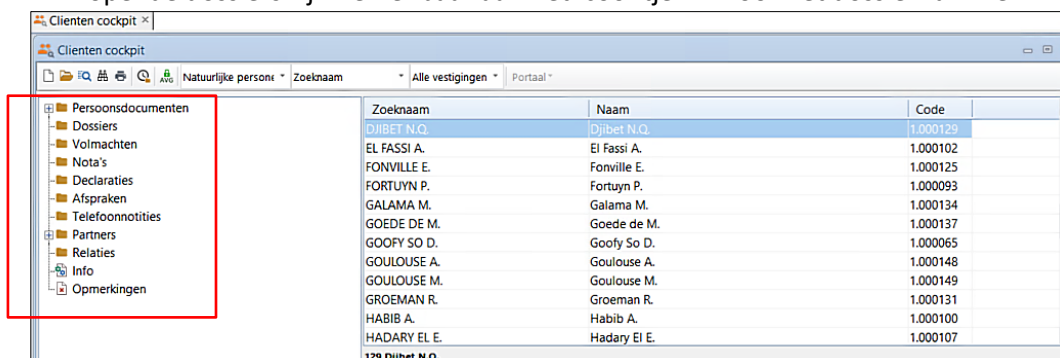 Clienten cockpit ×
Clienten cockpit
AVG Natuurlijke persone Zoeknaam Alle vestigingen Portaal
Persoonsdocumenten
Dossiers
Volmachten
Nota's
Declaraties
Afspraken
Telefoonnotities
Partners
Relaties
Info
Opmerkingen
Zoeknaam Naam Code
DJIBET N.Q. Djibet N.Q. 1.000129
EL FASSI A. El Fassi A. 1.000102
FONVILLE E. Fonville E. 1.000125
FORTUYN P. Fortuyn P. 1.000093
GALAMA M. Galama M. 1.000134
GOEDE DE M. Goede de M. 1.000137
GOOFY SO D. Goofy So D. 1.000065
GOULOUSE A. Goulouse A. 1.000148
GOULOUSE M. Goulouse M. 1.000149
GROEMAN R. Groeman R. 1.000131
HABIB A. Habib A. 1.000100
HADARY EL E. Hadary El E. 1.000107
129 Djibet N.Q.